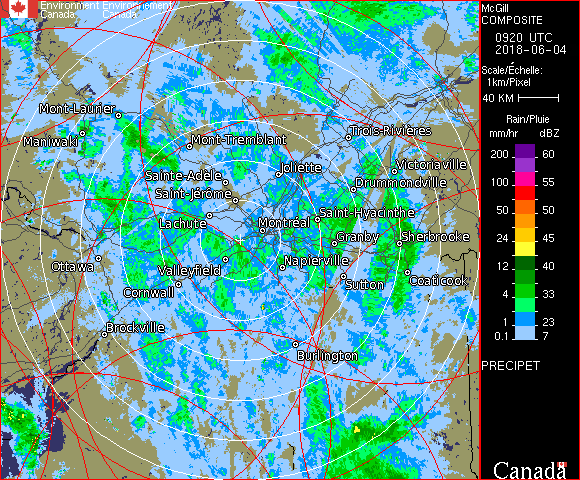 Environment Environnement
Canada Canada
McGill
COMPOSITE
0920 UTC
2018-06-04
Scale/Échelle:
1km/Pixel
40 KM
Rain/Pluie
mm/hr dBZ
200 60
100 55
50 50
24 45
12 40
4 33
1 23
0.1 7
PRECIPET
Canada
Mont-Laurier
Maniwaki
Mont-Tremblant
Trois-Rivières
Joliette
Victoriaville
Sainte-Adèle
Drummondville
Saint-Jérôme
Saint-Hyacinthe
Lachute
Montréal
Granby
Sherbrooke
Ottawa
Valleyfield
Napierville
Cornwall
Sutton
Coaticook
Brockville
Burlington